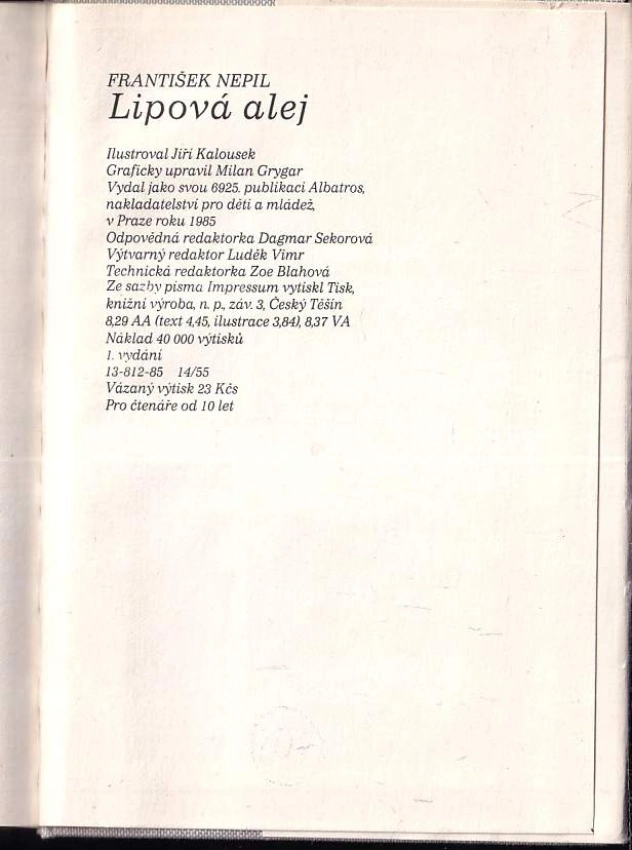 FRANTIŠEK NEPIL
Lipová alej
Ilustroval Jiří Kalousek
Graficky upravil Milan Grygar
Vydal jako svou 6925. publikaci Albatros,
nakladatelství pro děti a mládež,
v Praze roku 1985
Odpovědná redaktorka Dagmar Sekorová
Výtvarný redaktor Luděk Vimr
Technická redaktorka Zoe Blahová
Ze sazby písma Impressum vytiskl Tisk,
knižní výroba, n. p., záv. 3, Český Těšín
8,29 AA (text 4,45, ilustrace 3,84), 8,37 VA
Náklad 40 000 výtisků
1. vydání
13-812-85 14/55
Vázaný výtisk 23 Kčs
Pro čtenáře od 10 let